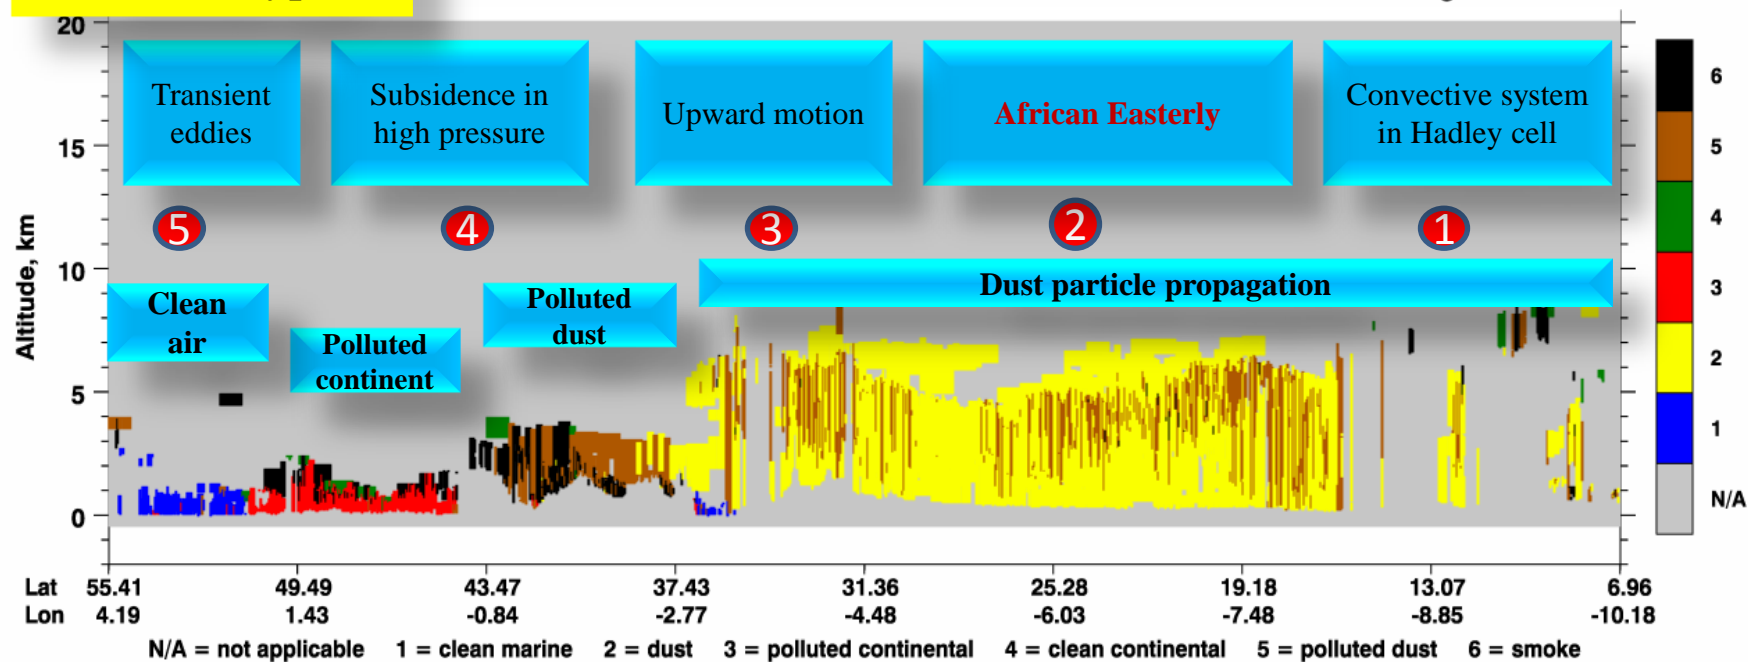 20
Transient
eddies
Subsidence in
high pressure
Upward motion
African Easterly
Convective system
in Hadley cell
15
5
4
3
2
1
Altitude, km
10
Dust particle propagation
Clean
air
Polluted
continent
Polluted
dust
5
0
6
5
4
3
2
1
N/A
Lat 55.41 49.49 43.47 37.43 31.36 25.28 19.18 13.07 6.96
Lon 4.19 1.43 -0.84 -2.77 -4.48 -6.03 -7.48 -8.85 -10.18
N/A = not applicable 1 = clean marine 2 = dust 3 = polluted continental 4 = clean continental 5 = polluted dust 6 = smoke